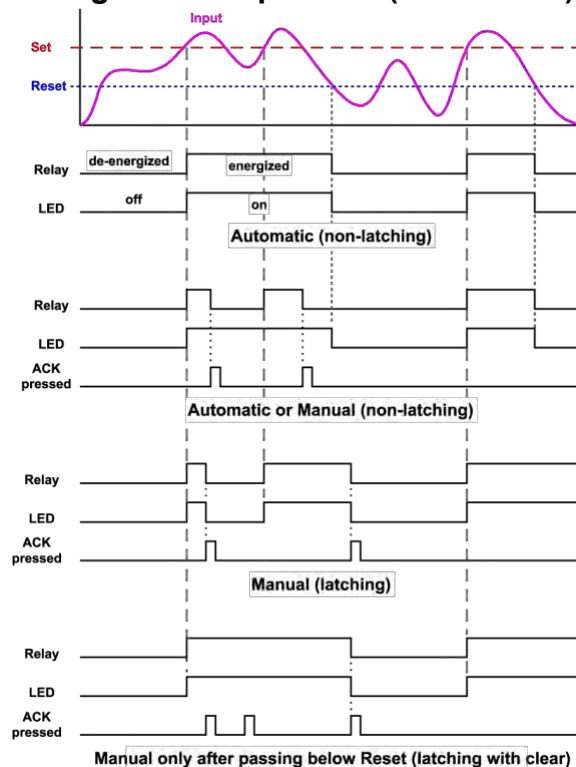 Input
Set
Reset
de-energized
energized
Relay
LED
off
on
Automatic (non-latching)
Relay
LED
ACK
pressed
Automatic or Manual (non-latching)
Relay
LED
ACK
pressed
Manual (latching)
Relay
LED
ACK
pressed
Manual only after passing below Reset (latching with clear)